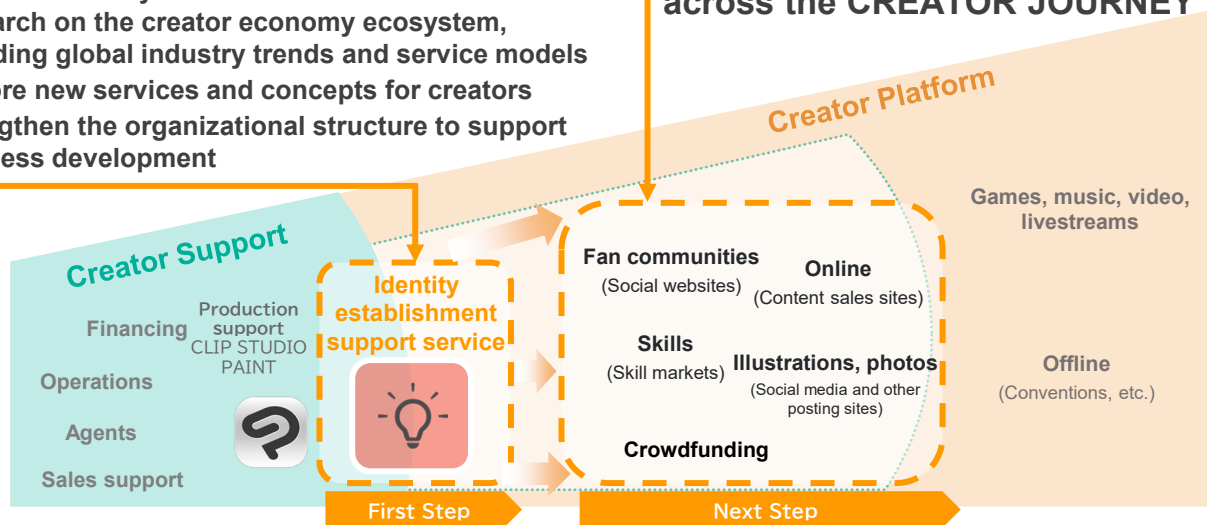 arch on the creator economy ecosystem,
ding global industry trends and service models
ore new services and concepts for creators
gthen the organizational structure to support
ess development
across the CREATOR JOURNEY
Creator Platform
Creator Support
Games, music, video,
livestreams
Offline
(Conventions, etc.)
Financing
Production
support
CLIP STUDIO
PAINT
Operations
Agents
Sales support
Identity
establishment
support service
Fan communities
(Social websites)
Online
(Content sales sites)
Skills
(Skill markets)
Illustrations, photos
(Social media and other
posting sites)
Crowdfunding
First Step
Next Step